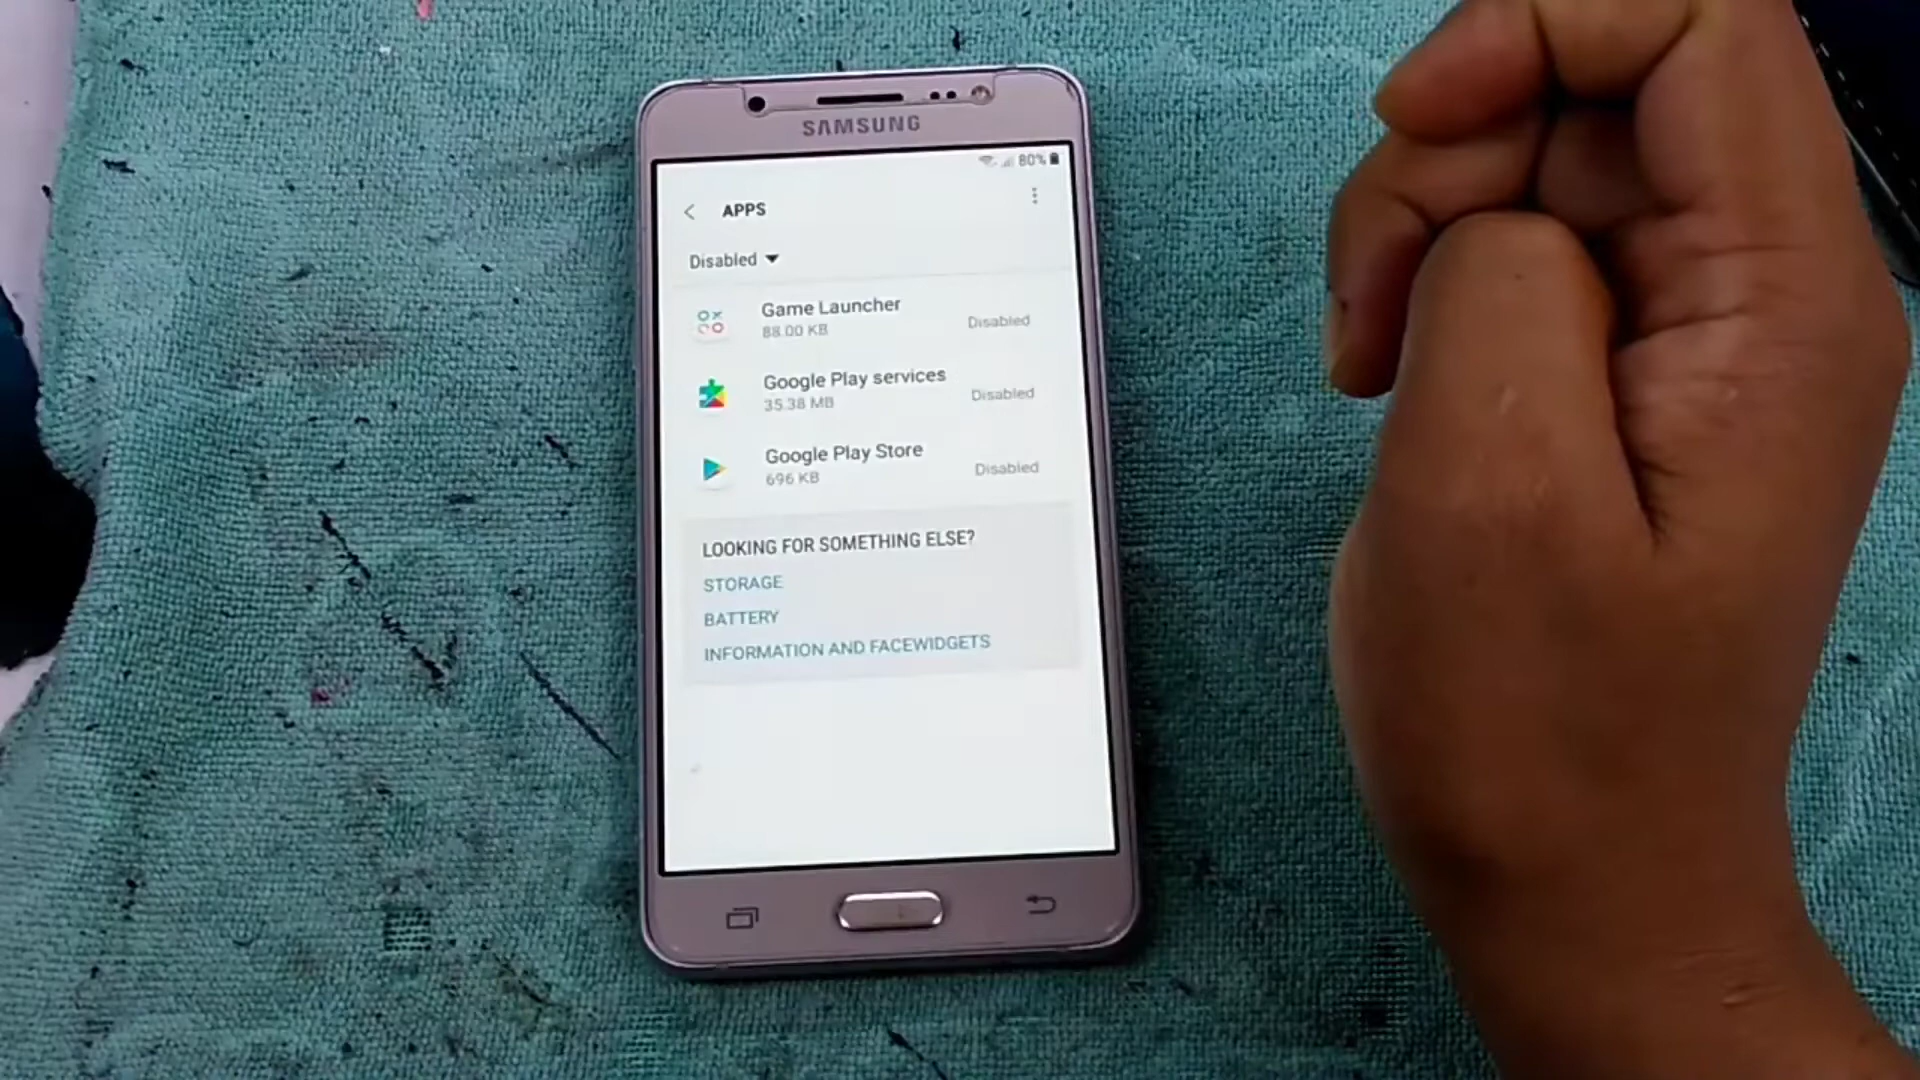 SAMSUNG
80%
APPS
Disabled
Game Launcher
88.00 KB
Disabled
Google Play services
35.38 MB
Disabled
Google Play Store
696 KB
Disabled
LOOKING FOR SOMETHING ELSE?
STORAGE
BATTERY
INFORMATION AND FACEWIDGETS